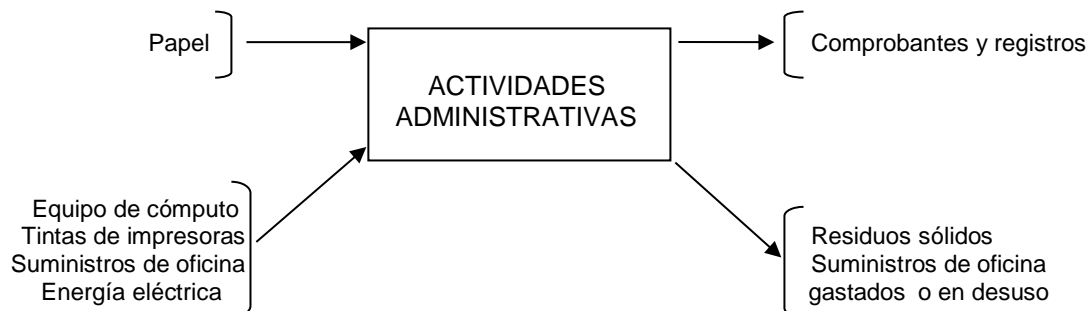 Papel
ACTIVIDADES
ADMINISTRATIVAS
Comprobantes y registros
Equipo de cómputo
Tintas de impresoras
Suministros de oficina
Energía eléctrica
Residuos sólidos
Suministros de oficina
gastados o en desuso